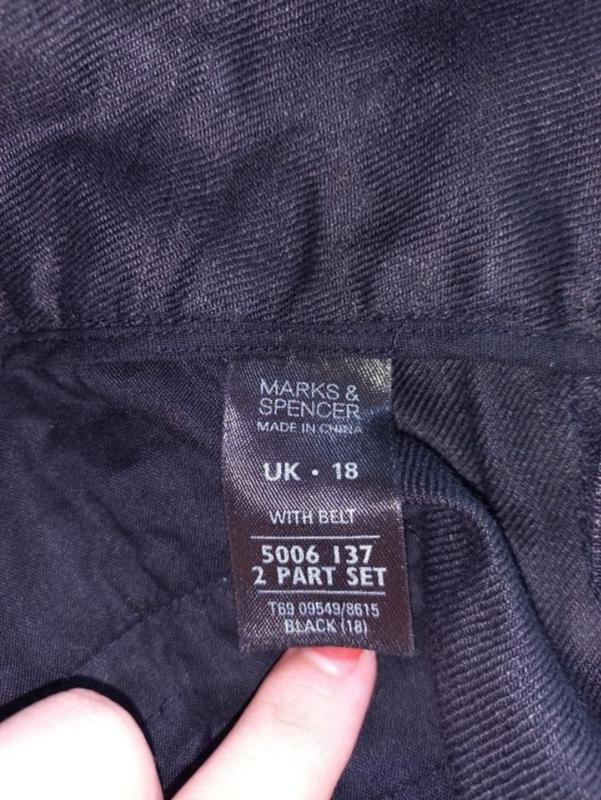 MARKS &
SPENCER
MADE IN CHINA
UK • 18
WITH BELT
5006 137
2 PART SET
T69 09549/8615
BLACK (18)